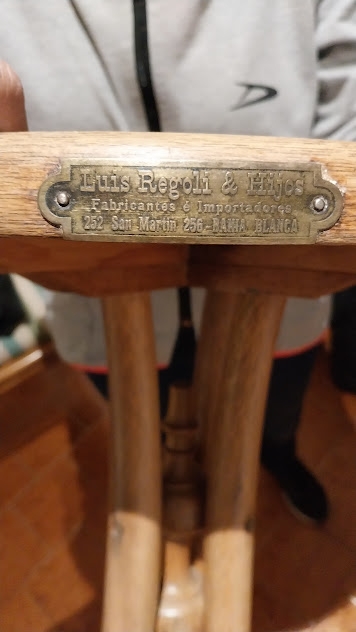 Luis Regoli & Hijos
Fabricantes é Importadores
252 San Martin 256-BAHIA BLANCA